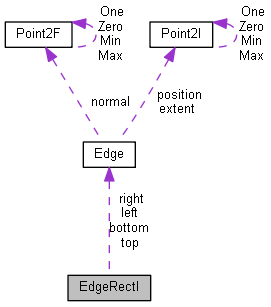 One
Zero
Min
Max
One
Zero
Min
Max
Point2F
Point2I
normal
position
extent
Edge
right
left
bottom
top
EdgeRectI